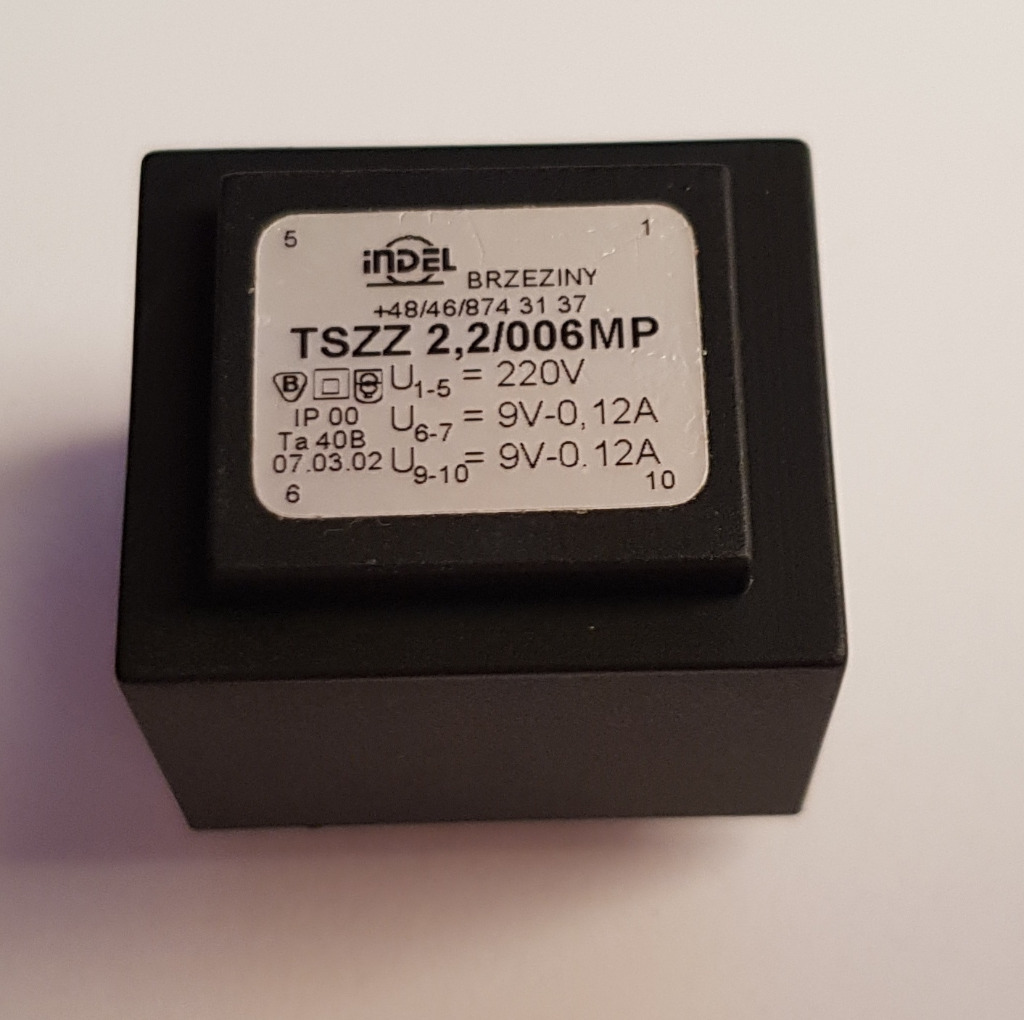 5 1
iNDEL BRZEZINY
+48/46/874 31 37
TSZZ 2,2/006MP
B U1-5 = 220V
IP 00 U6-7 = 9V-0,12A
Ta 40B
07.03.02 U9-10= 9V-0.12A
6 10